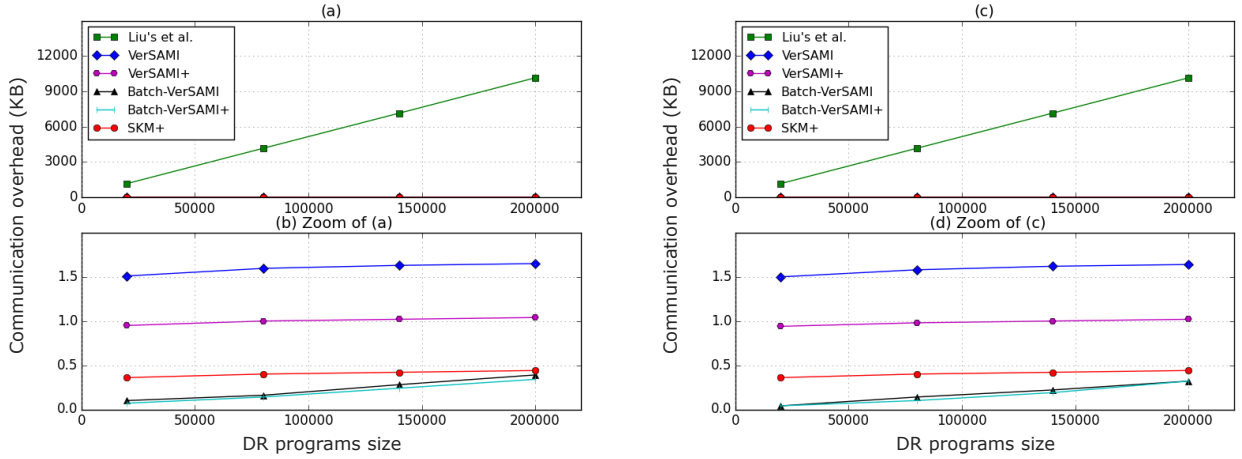 (a)
Communication overhead (KB)
12000
9000
6000
3000
0
Liu's et al.
VerSAMI
VerSAMI+
Batch-VerSAMI
Batch-VerSAMI+
SKM+
0 50000 100000 150000 200000
(b) Zoom of (a)
1.5
1.0
0.5
0.0
0 50000 100000 150000 200000
DR programs size
(c)
Communication overhead (KB)
12000
9000
6000
3000
0
Liu's et al.
VerSAMI
VerSAMI+
Batch-VerSAMI
Batch-VerSAMI+
SKM+
0 50000 100000 150000 200000
(d) Zoom of (c)
1.5
1.0
0.5
0.0
0 50000 100000 150000 200000
DR programs size